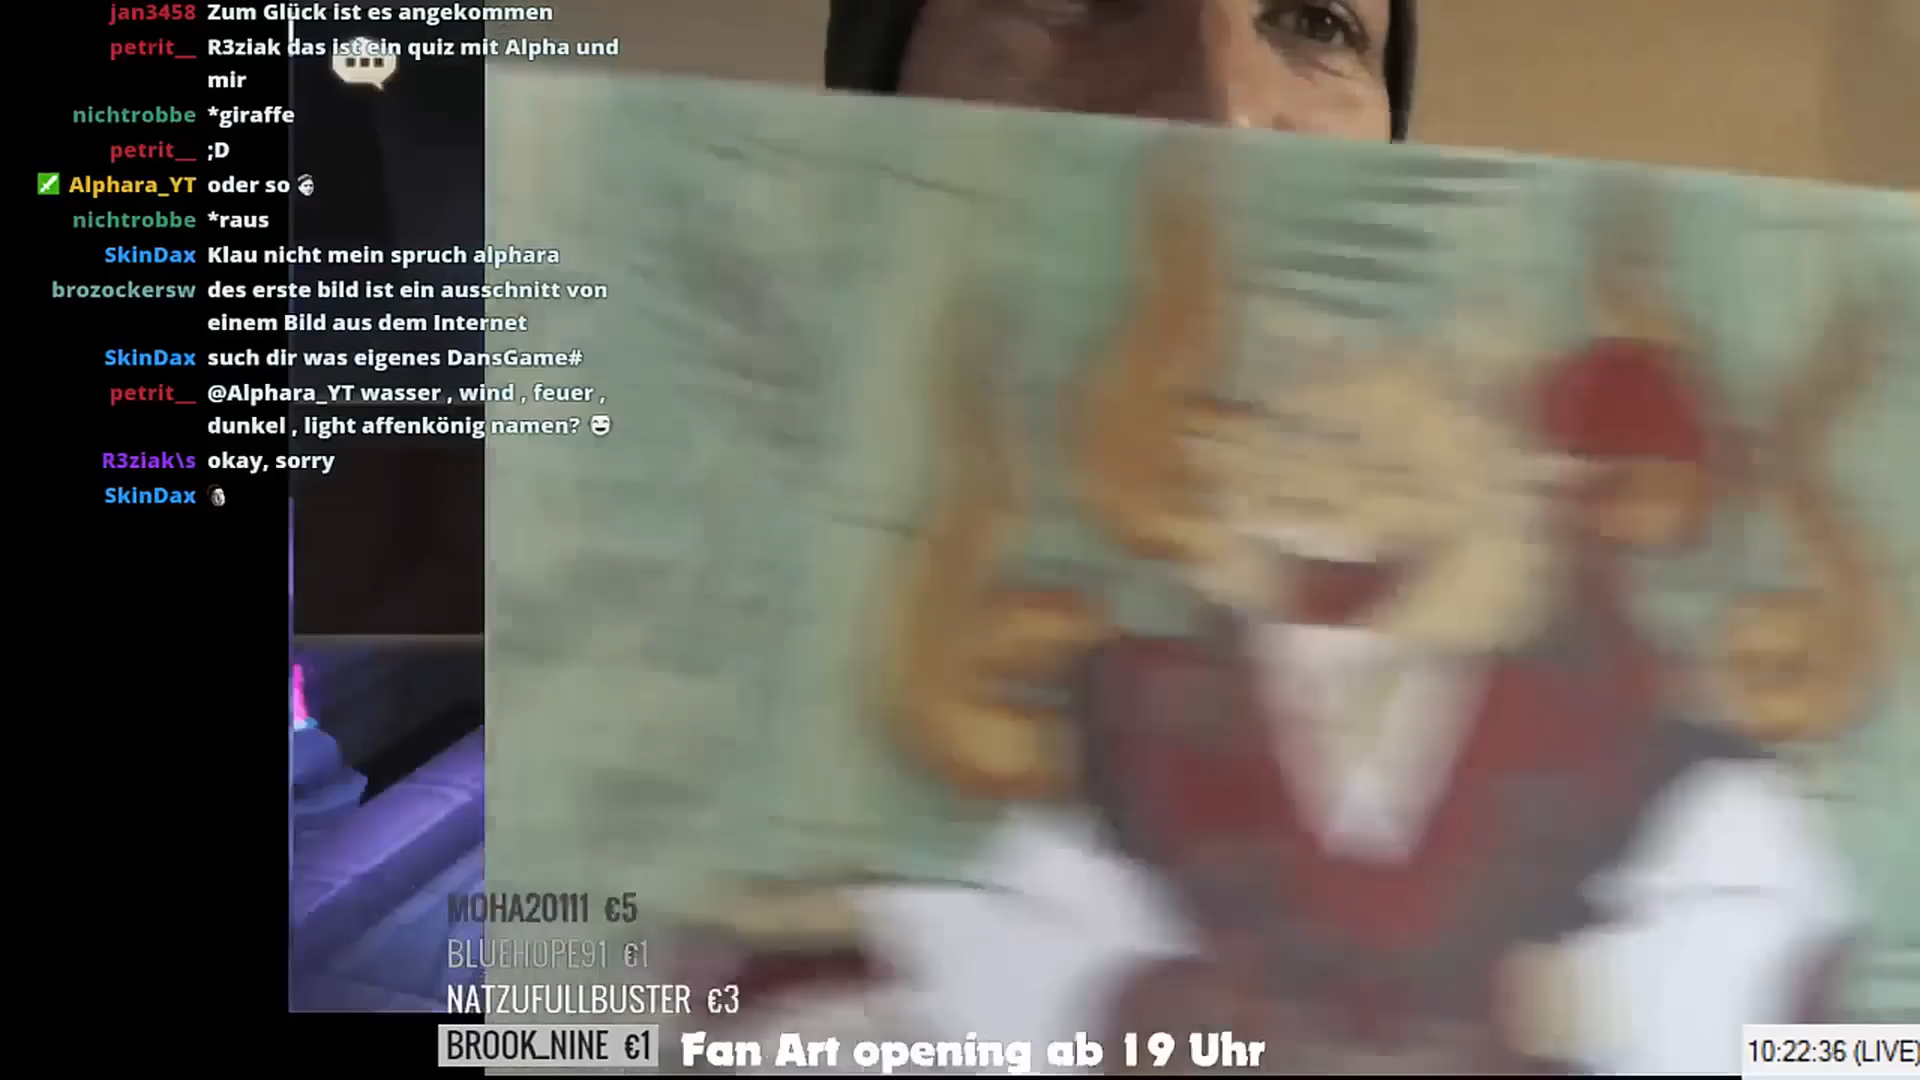 jan3458 Zum Glück ist es angekommen
petrit__ R3ziak das ist ein quiz mit Alpha und
mir
nichtrobbe *giraffe
petrit__ ;D
Alphara_YT oder so
nichtrobbe *raus
SkinDax Klau nicht mein spruch alphara
brozockersw des erste bild ist ein ausschnitt von
einem Bild aus dem Internet
SkinDax such dir was eigenes DansGame#
petrit__ @Alphara_YT wasser , wind , feuer ,
dunkel , light affenkönig namen?
R3ziak\s okay, sorry
SkinDax
MOHA20111 €5
BLUEHOPE91 €1
NATZUFULLBUSTER €3
BROOK_NINE €1
Fan Art opening ab 19 Uhr
10:22:36 (LIVE)